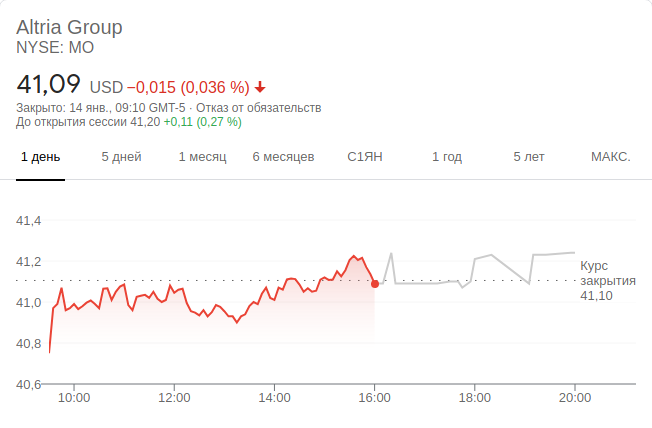 Altria Group
NYSE: MO
41,09 USD −0,015 (0,036 %)
Закрыто: 14 янв., 09:10 GMT-5 · Отказ от обязательств
До открытия сессии 41,20 +0,11 (0,27 %)
1 день 5 дней 1 месяц 6 месяцев С1ЯН 1 год 5 лет МАКС.
41,4
41,2
Курс
закрытия
41,10
41,0
40,8
40,6
10:00 12:00 14:00 16:00 18:00 20:00